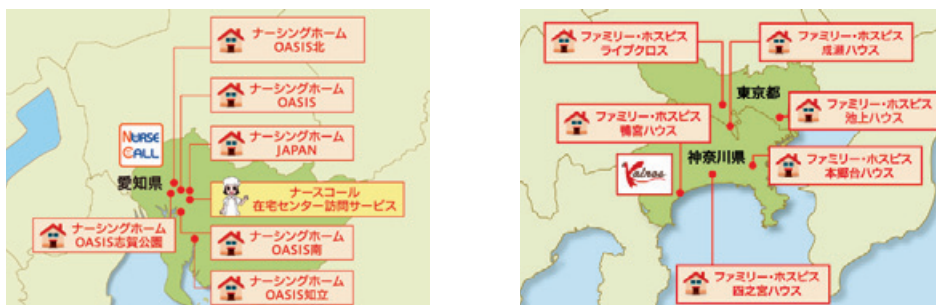 ナーシングホーム
OASIS北
ナーシングホーム
OASIS
ナーシングホーム
JAPAN
NURSE
CALL
愛知県
ナースコール
在宅センター訪問サービス
ナーシングホーム
OASIS志賀公園
ナーシングホーム
OASIS南
ナーシングホーム
OASIS知立
ファミリー・ホスピス
ライブクロス
ファミリー・ホスピス
成瀬ハウス
東京都
ファミリー・ホスピス
鴨宮ハウス
ファミリー・ホスピス
池上ハウス
神奈川県
Kairos
ファミリー・ホスピス
本郷台ハウス
ファミリー・ホスピス
四之宮ハウス